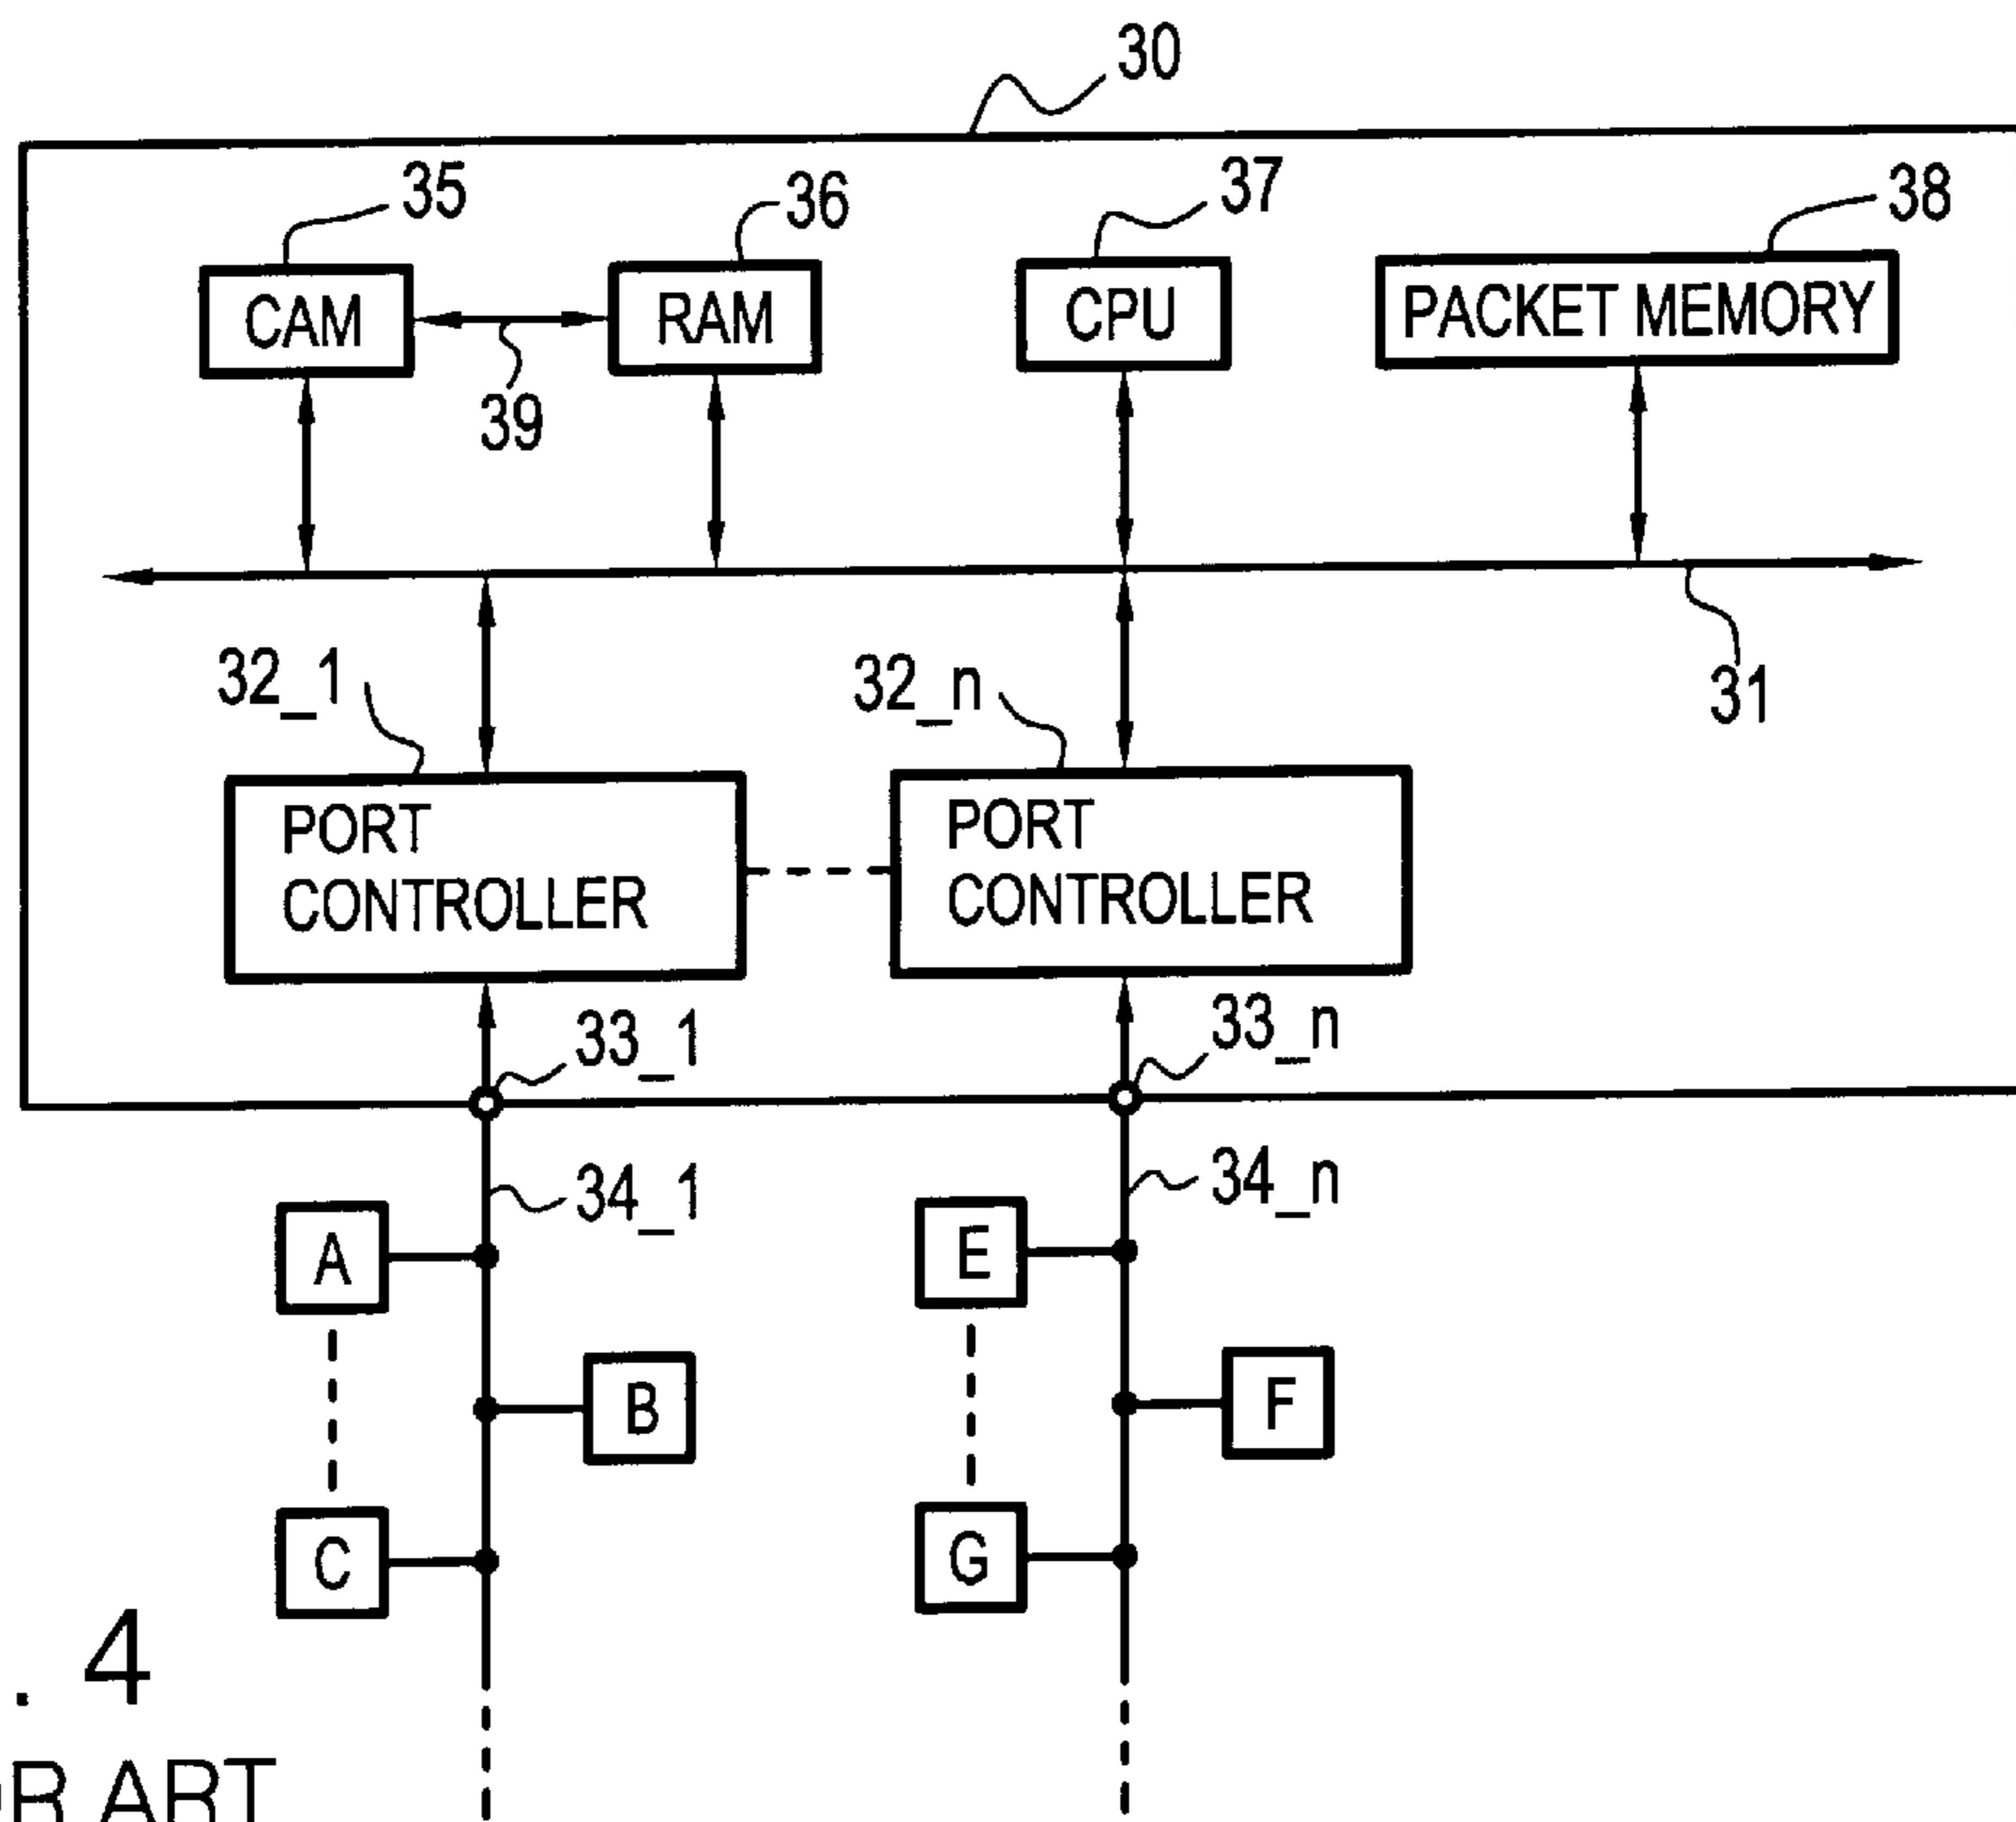 30
35
36
37
38
CAM
RAM
CPU
PACKET MEMORY
39
31
32_1
32_n
PORT
CONTROLLER
PORT
CONTROLLER
33_1
33_n
34_1
34_n
A
E
B
F
C
G
. 4
ART